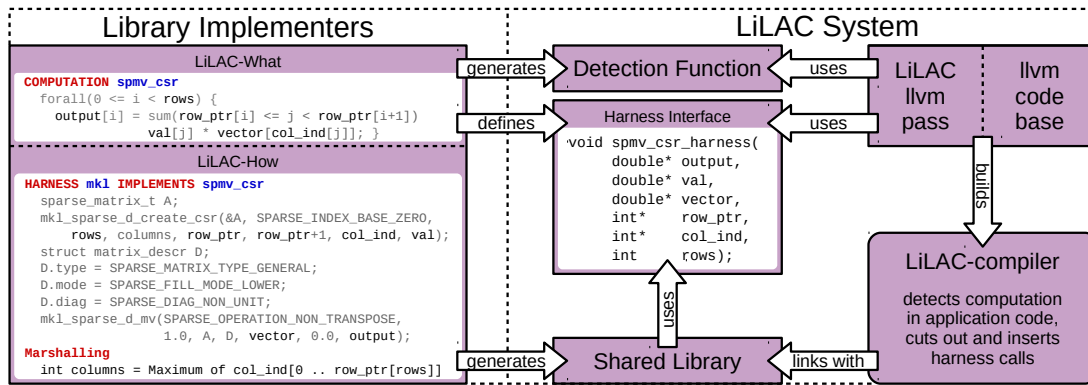 Library Implementers
LiLAC-What
COMPUTATION spmv_csr
forall(0 <= i < rows) {
output[i] = sum(row_ptr[i] <= j < row_ptr[i+1])
val[j] * vector[col_ind[j]]; }
LiLAC-How
HARNESS mkl IMPLEMENTS spmv_csr
sparse_matrix_t A;
mkl_sparse_d_create_csr(&A, SPARSE_INDEX_BASE_ZERO,
rows, columns, row_ptr, row_ptr+1, col_ind, val);
struct matrix_descr D;
D.type = SPARSE_MATRIX_TYPE_GENERAL;
D.mode = SPARSE_FILL_MODE_LOWER;
D.diag = SPARSE_DIAG_NON_UNIT;
mkl_sparse_d_mv(SPARSE_OPERATION_NON_TRANSPOSE,
1.0, A, D, vector, 0.0, output);
Marshalling
int columns = Maximum of col_ind[0 .. row_ptr[rows]]
generates
defines
generates
LiLAC System
Detection Function
Harness Interface
void spmv_csr_harness(
double* output,
double* val,
double* vector,
int* row_ptr,
int* col_ind,
int rows);
uses
Shared Library
uses
uses
links with
LiLAC
llvm
pass
llvm
code
base
builds
LiLAC-compiler
detects computation
in application code,
cuts out and inserts
harness calls